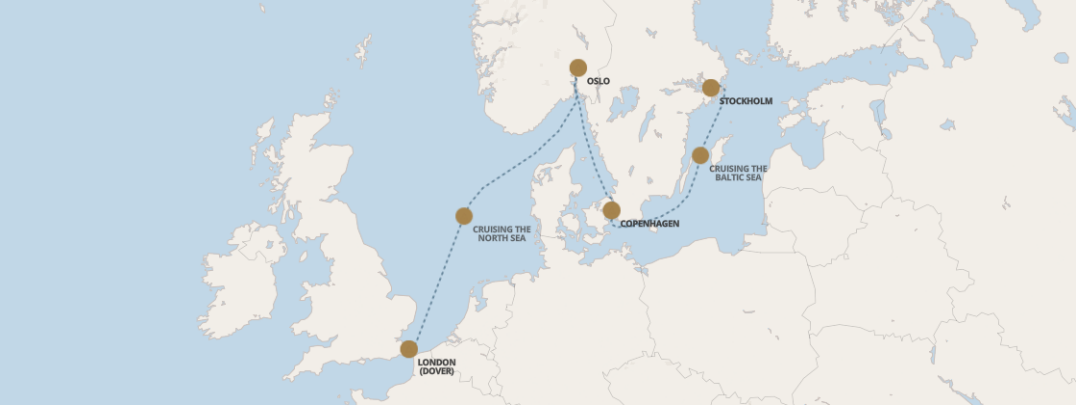 OSLO
STOCKHOLM
CRUISING THE
BALTIC SEA
COPENHAGEN
CRUISING THE
NORTH SEA
LONDON
(DOVER)